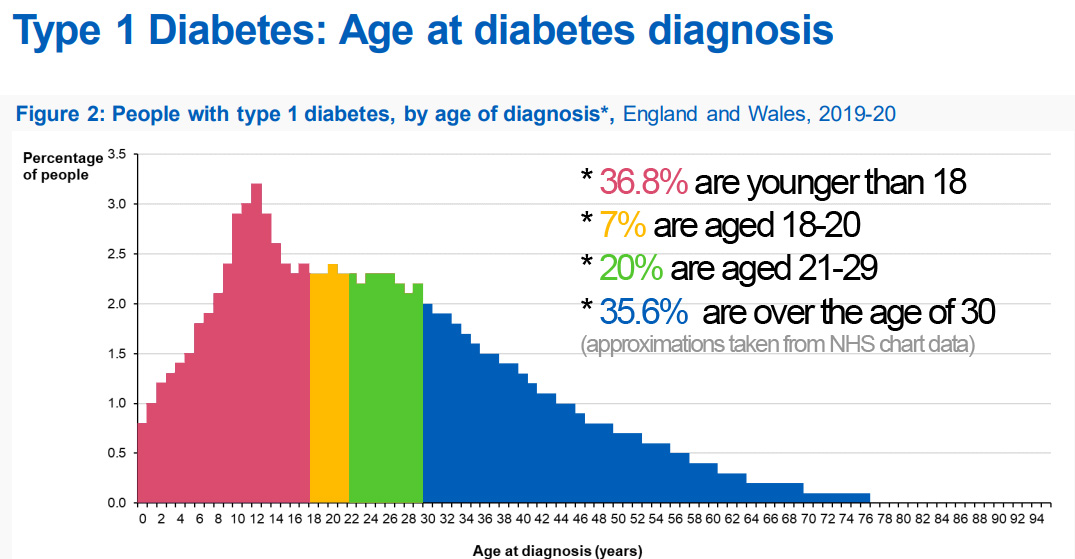 Type 1 Diabetes: Age at diabetes diagnosis
Figure 2: People with type 1 diabetes, by age of diagnosis*, England and Wales, 2019-20
Percentage
of people
3.5
3.0
2.5
2.0
1.5
1.0
0.5
0.0
* 36.8% are younger than 18
* 7% are aged 18-20
* 20% are aged 21-29
* 35.6% are over the age of 30
(approximations taken from NHS chart data)
0 2 4 6 8 10 12 14 16 18 20 22 24 26 28 30 32 34 36 38 40 42 44 46 48 50 52 54 56 58 60 62 64 66 68 70 72 74 76 78 80 82 84 86 88 90 92 94
Age at diagnosis (years)